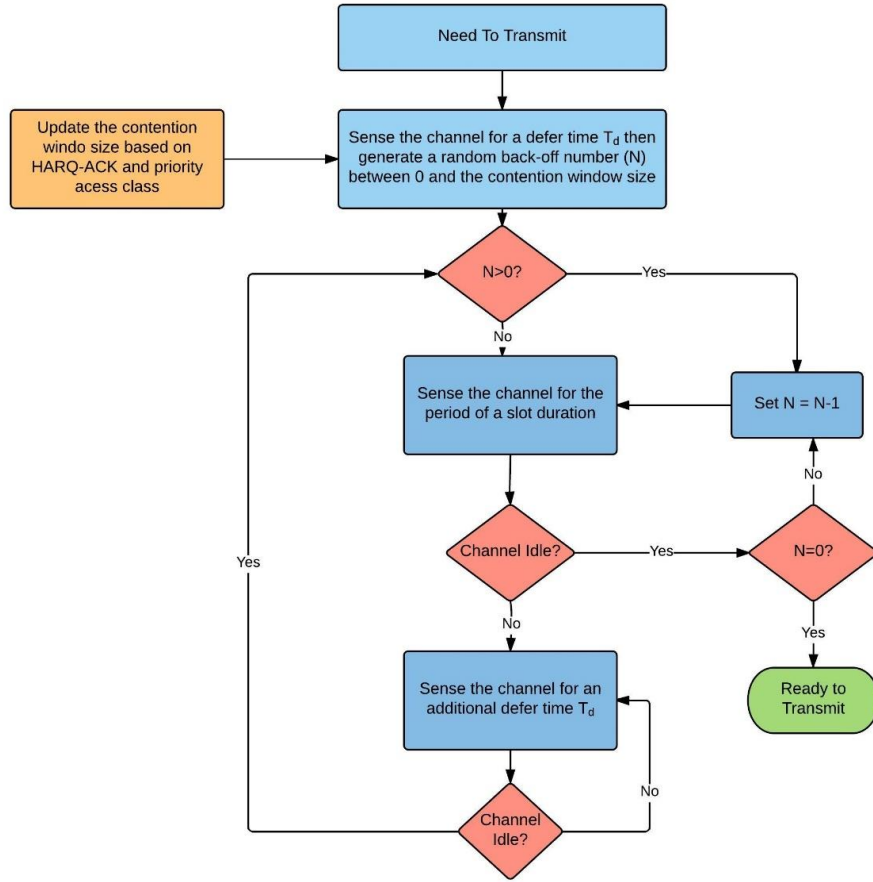 Need To Transmit
Update the contention
windo size based on
HARQ-ACK and priority
acess class
Sense the channel for a defer time Td then
generate a random back-off number (N)
between 0 and the contention window size
N>0?
Yes
No
Sense the channel for the
period of a slot duration
Set N = N-1
No
Channel Idle?
Yes
N=0?
Yes
No
Yes
Sense the channel for an
additional defer time Td
Ready to
Transmit
No
Channel
Idle?